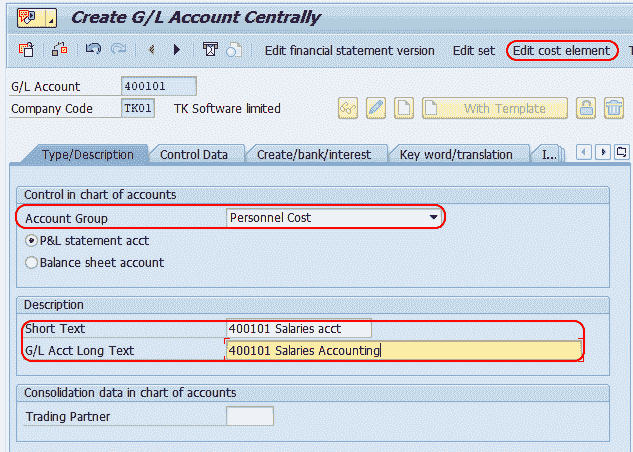 Create G/L Account Centrally
Edit financial statement version Edit set Edit cost element T
G/L Account 400101
Company Code TK01 TK Software limited With Template
Type/Description Control Data Create/bank/interest Key word/translation I...
Control in chart of accounts
Account Group Personnel Cost
P&L statement acct
Balance sheet account
Description
Short Text 400101 Salaries acct
G/L Acct Long Text 400101 Salaries Accounting
Consolidation data in chart of accounts
Trading Partner